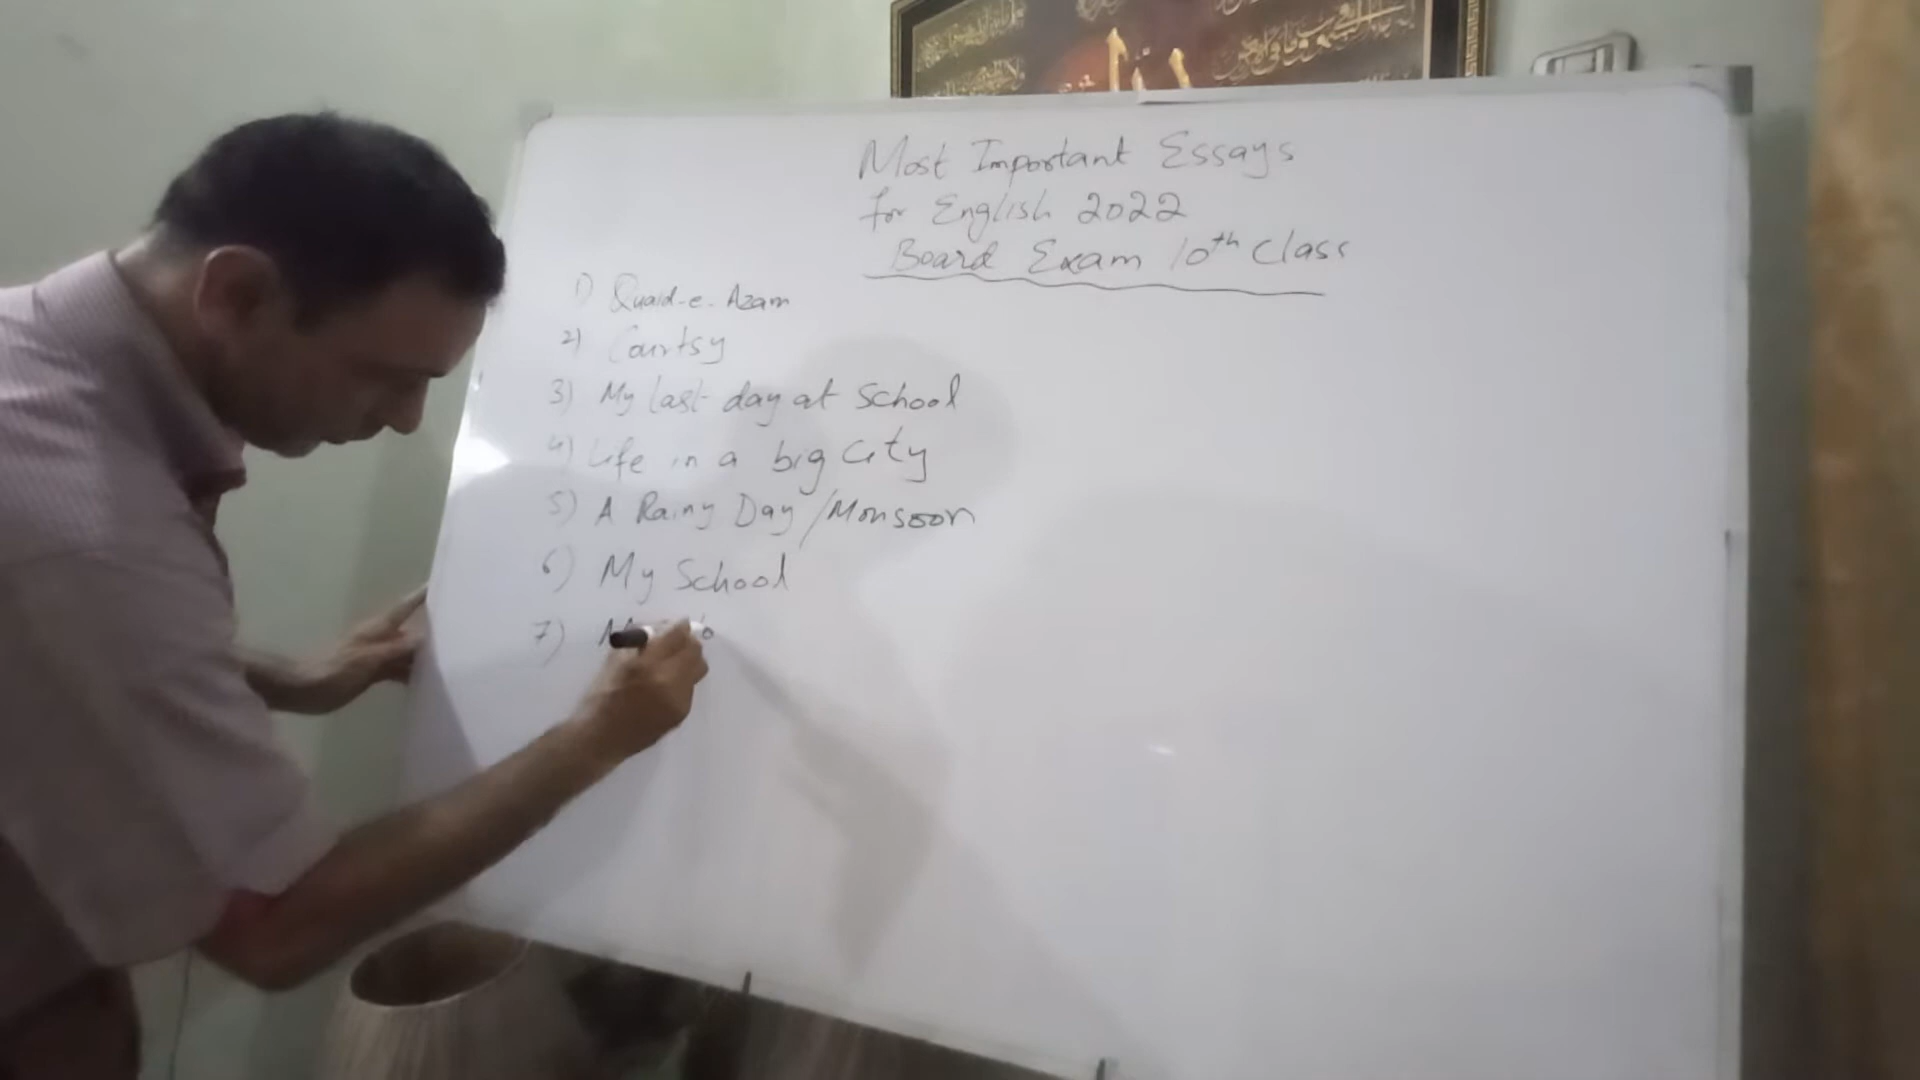 Most Important Essays
for English 2022
Board Exam 10th Class
1) Quaid-e-Azam
2) Courtsy
3) My last day at School
4) Life in a big City
5) A Rainy Day / Monsoon
6) My School
7)